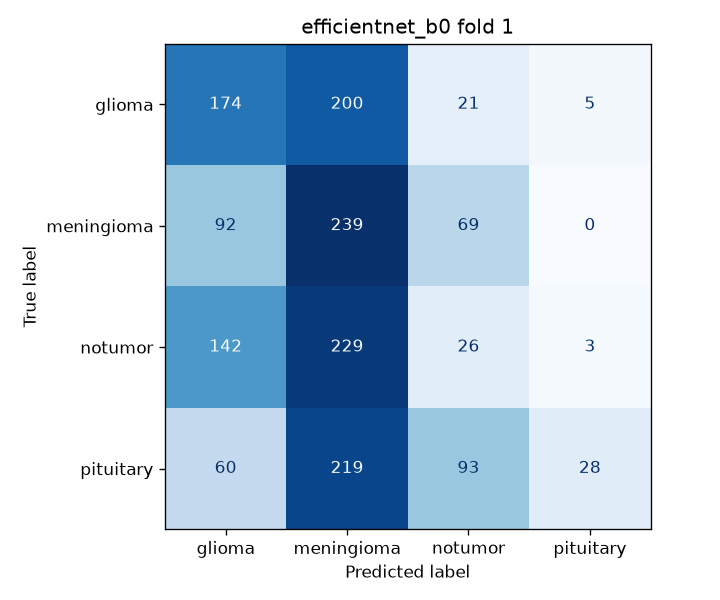 efficientnet_b0 fold 1
True label
glioma 174 200 21 5
meningioma 92 239 69 0
notumor 142 229 26 3
pituitary 60 219 93 28
glioma meningioma notumor pituitary
Predicted label